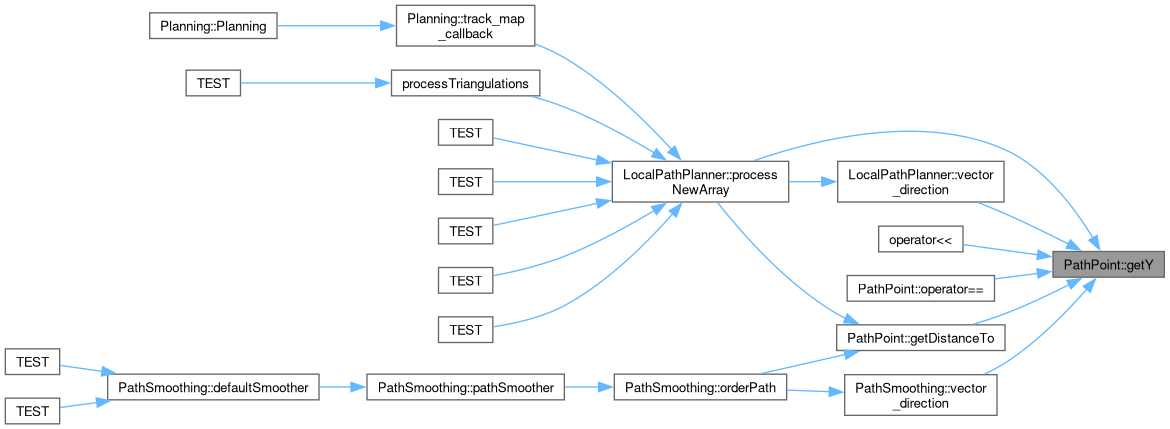 Planning::Planning
Planning::track_map
_callback
TEST
processTriangulations
TEST
TEST
TEST
TEST
TEST
LocalPathPlanner::process
NewArray
LocalPathPlanner::vector
_direction
operator<<
PathPoint::operator==
PathPoint::getY
PathPoint::getDistanceTo
TEST
TEST
PathSmoothing::defaultSmoother
PathSmoothing::pathSmoother
PathSmoothing::orderPath
PathSmoothing::vector
_direction